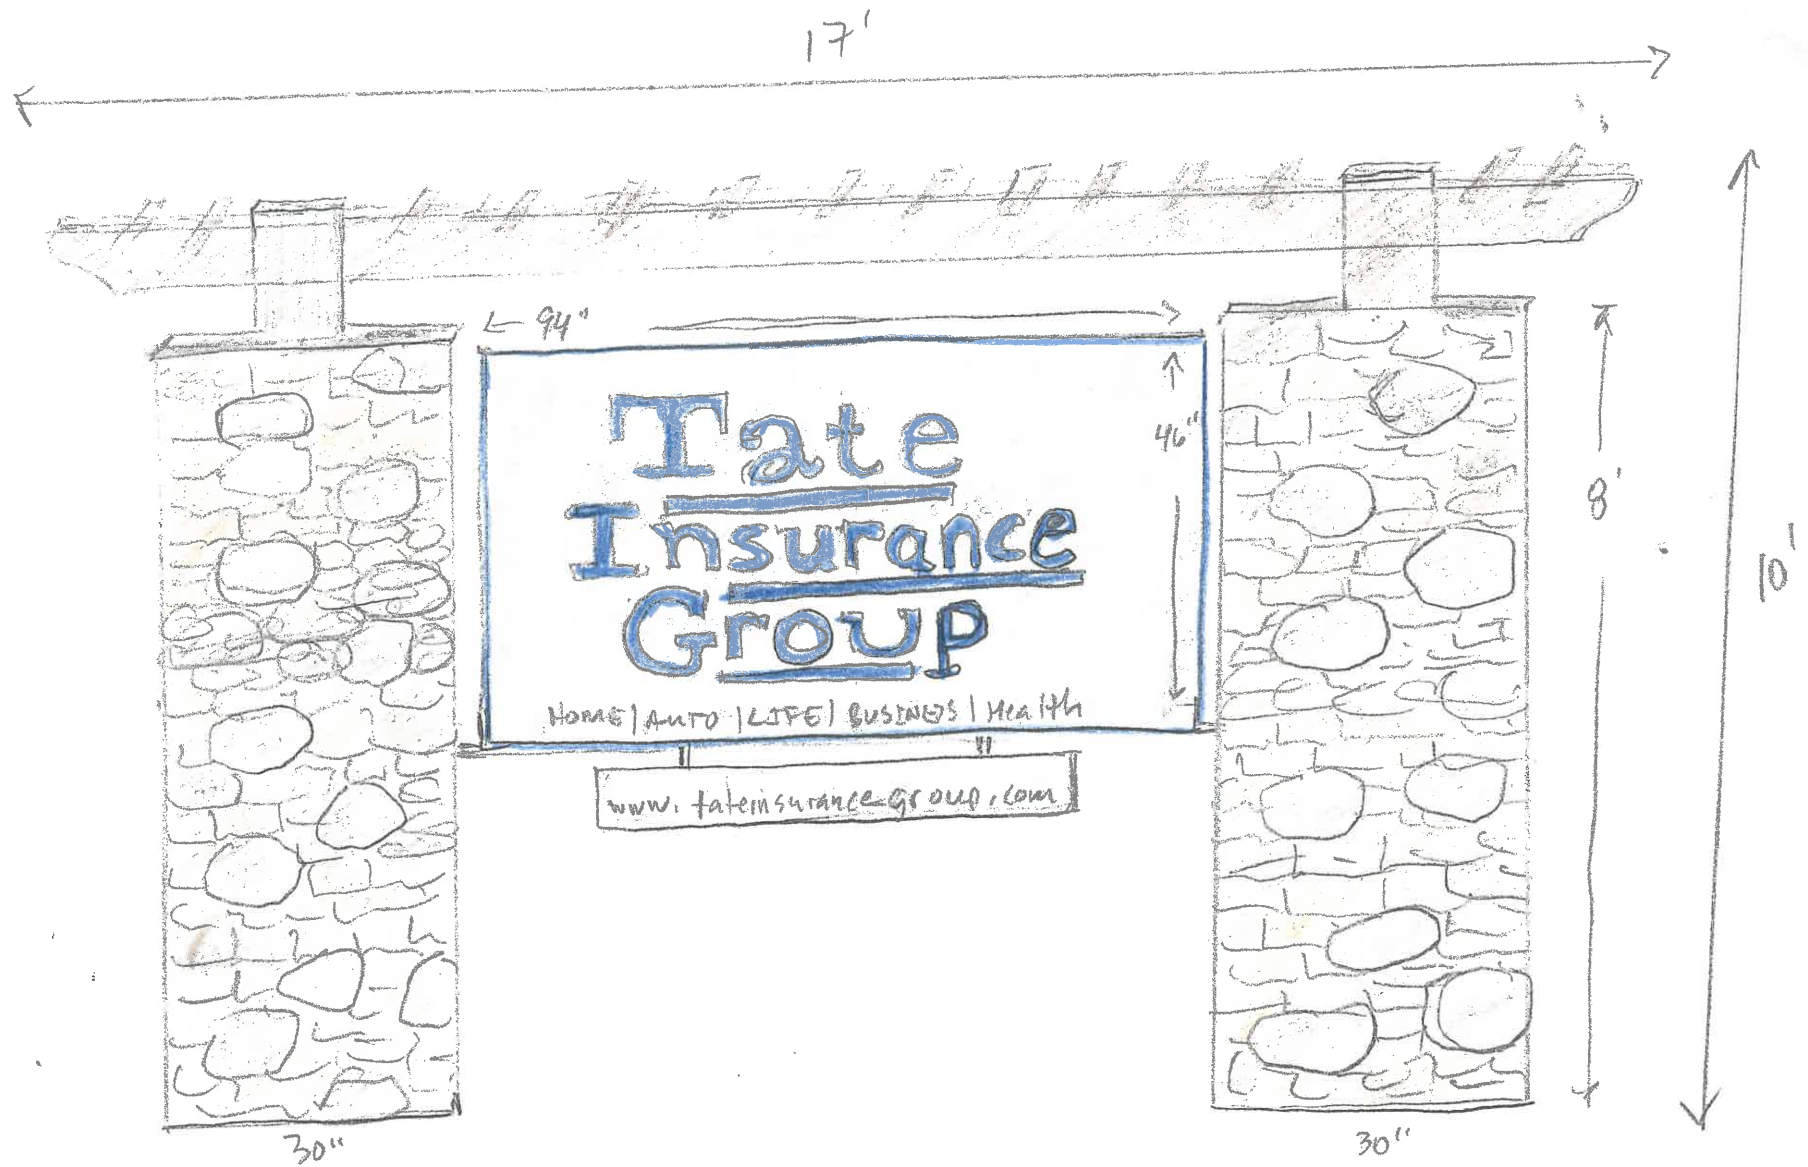 17'
94"
46"
Tate
Insurance
Group
HOME | AUTO | LIFE | BUSINESS | Health
www.tateinsurancegroup.com
8'
10'
30"
30"